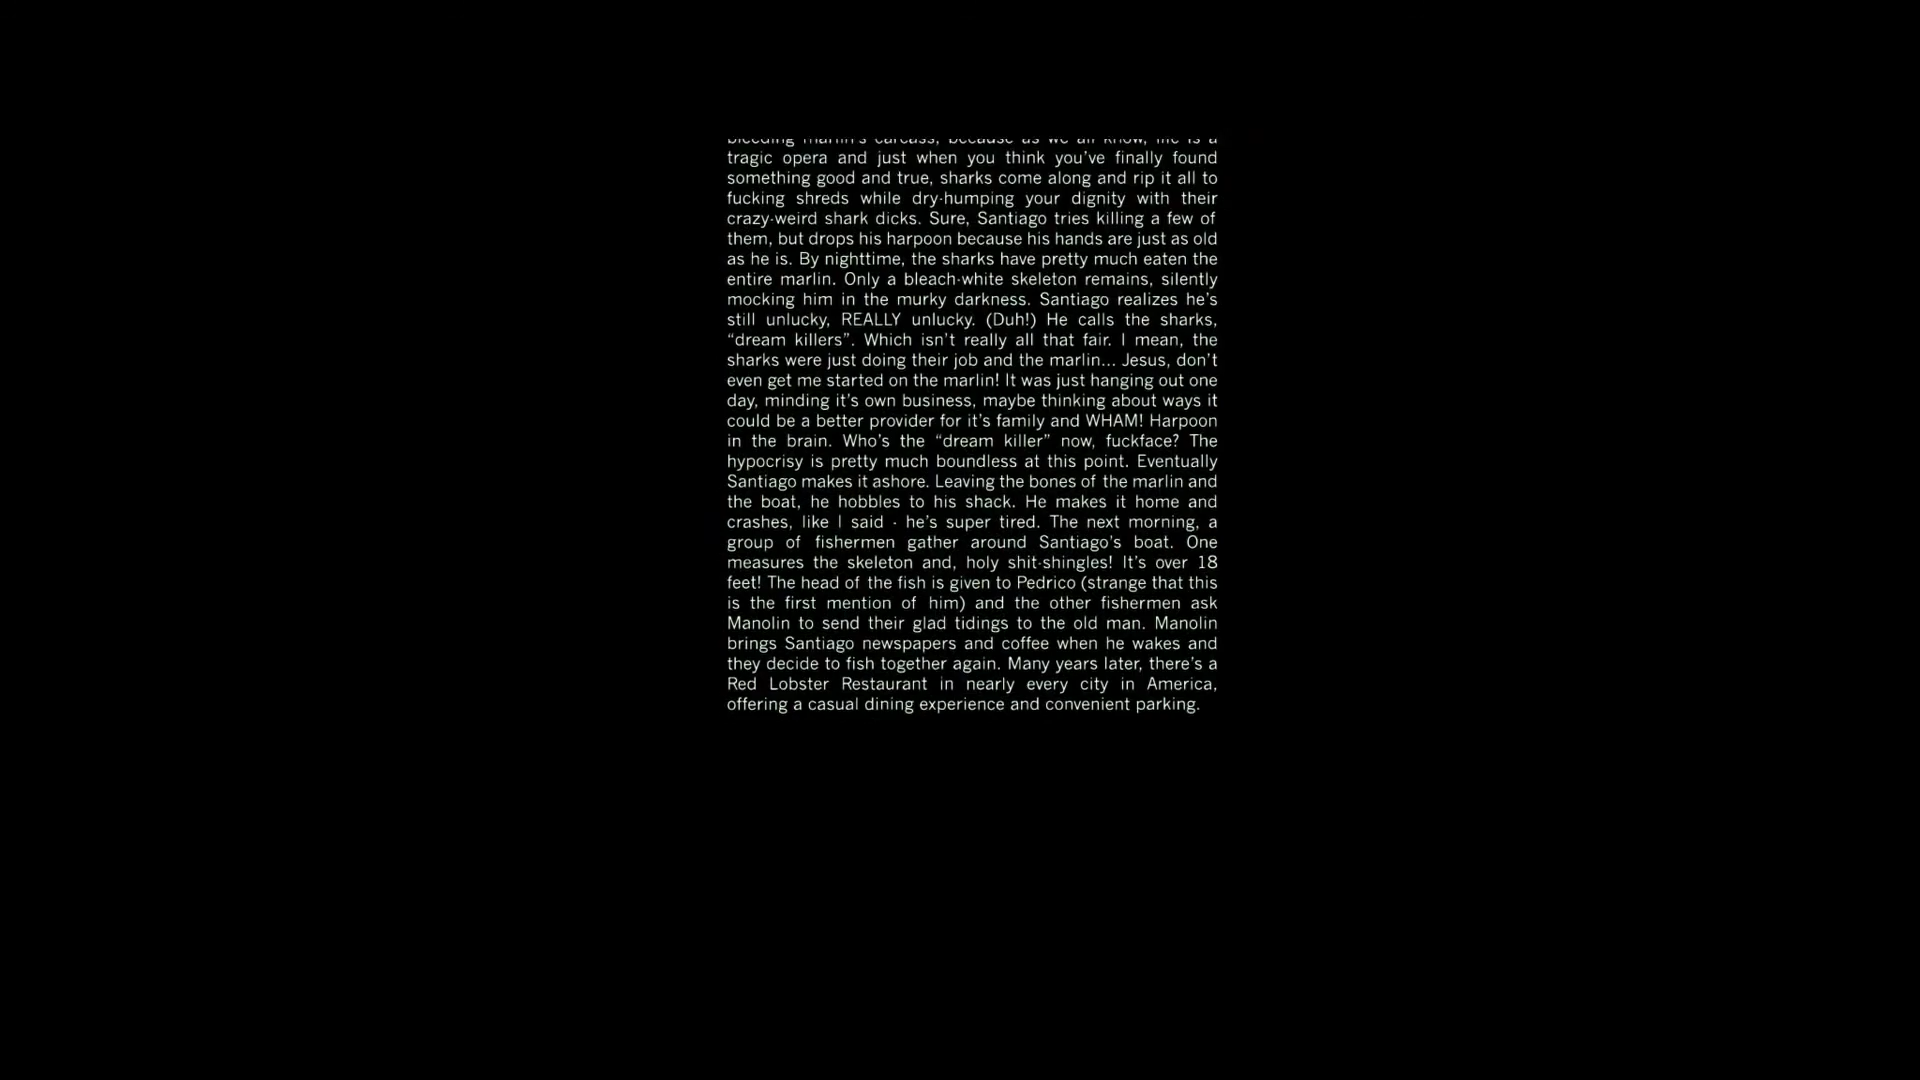 bleeding marlin's carcass, because as we all know, life is a
tragic opera and just when you think you've finally found
something good and true, sharks come along and rip it all to
fucking shreds while dry-humping your dignity with their
crazy-weird shark dicks. Sure, Santiago tries killing a few of
them, but drops his harpoon because his hands are just as old
as he is. By nighttime, the sharks have pretty much eaten the
entire marlin. Only a bleach-white skeleton remains, silently
mocking him in the murky darkness. Santiago realizes he's
still unlucky, REALLY unlucky. (Duh!) He calls the sharks,
“dream killers”. Which isn't really all that fair. I mean, the
sharks were just doing their job and the marlin... Jesus, don't
even get me started on the marlin! It was just hanging out one
day, minding it's own business, maybe thinking about ways it
could be a better provider for it's family and WHAM! Harpoon
in the brain. Who's the “dream killer” now, fuckface? The
hypocrisy is pretty much boundless at this point. Eventually
Santiago makes it ashore. Leaving the bones of the marlin and
the boat, he hobbles to his shack. He makes it home and
crashes, like I said - he's super tired. The next morning, a
group of fishermen gather around Santiago's boat. One
measures the skeleton and, holy shit-shingles! It's over 18
feet! The head of the fish is given to Pedrico (strange that this
is the first mention of him) and the other fishermen ask
Manolin to send their glad tidings to the old man. Manolin
brings Santiago newspapers and coffee when he wakes and
they decide to fish together again. Many years later, there's a
Red Lobster Restaurant in nearly every city in America,
offering a casual dining experience and convenient parking.